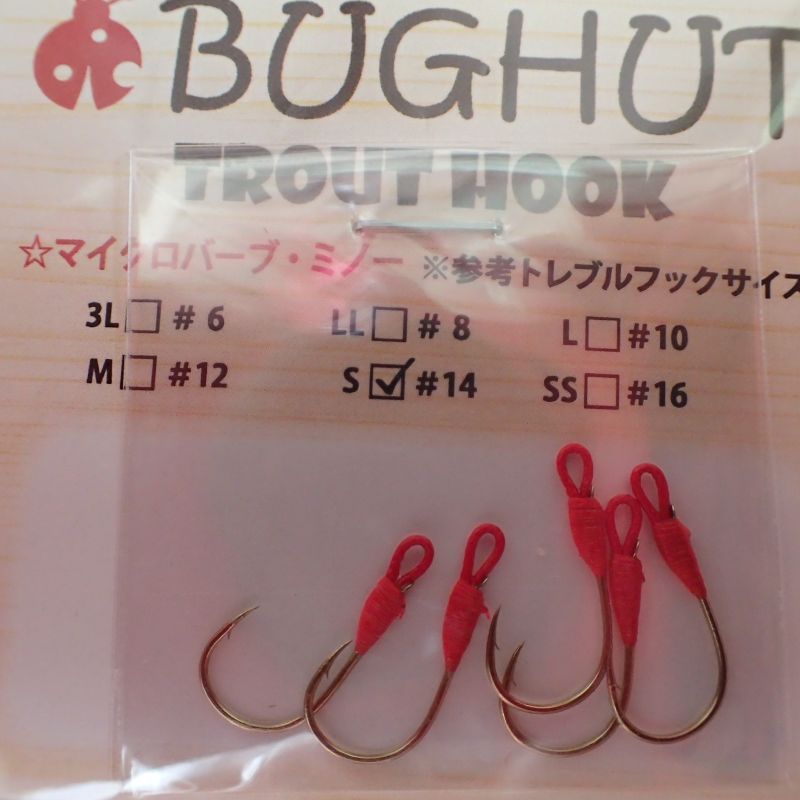 BUGHUT
TROUT HOOK
☆マイクロバーブ・ミノー ※参考トレブルフックサイズ
3L□ # 6 LL□ # 8 L□ #10
M□ #12 S☑ #14 SS□ #16